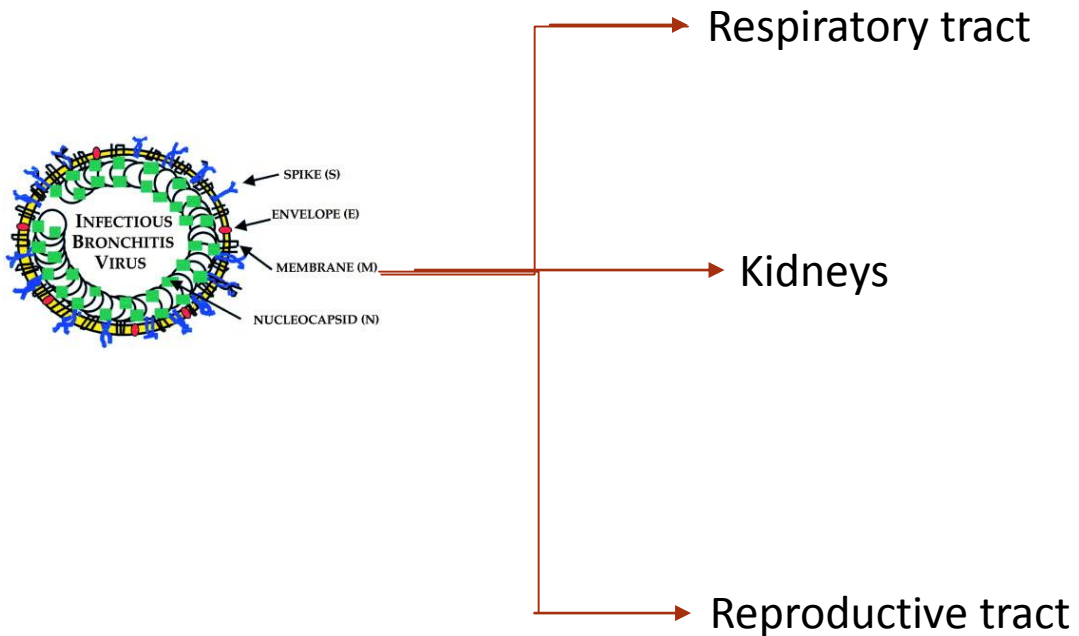 Respiratory tract
SPIKE (S)
ENVELOPE (E)
INFECTIOUS
BRONCHITIS
VIRUS
MEMBRANE (M)
Kidneys
NUCLEOCAPSID (N)
Reproductive tract